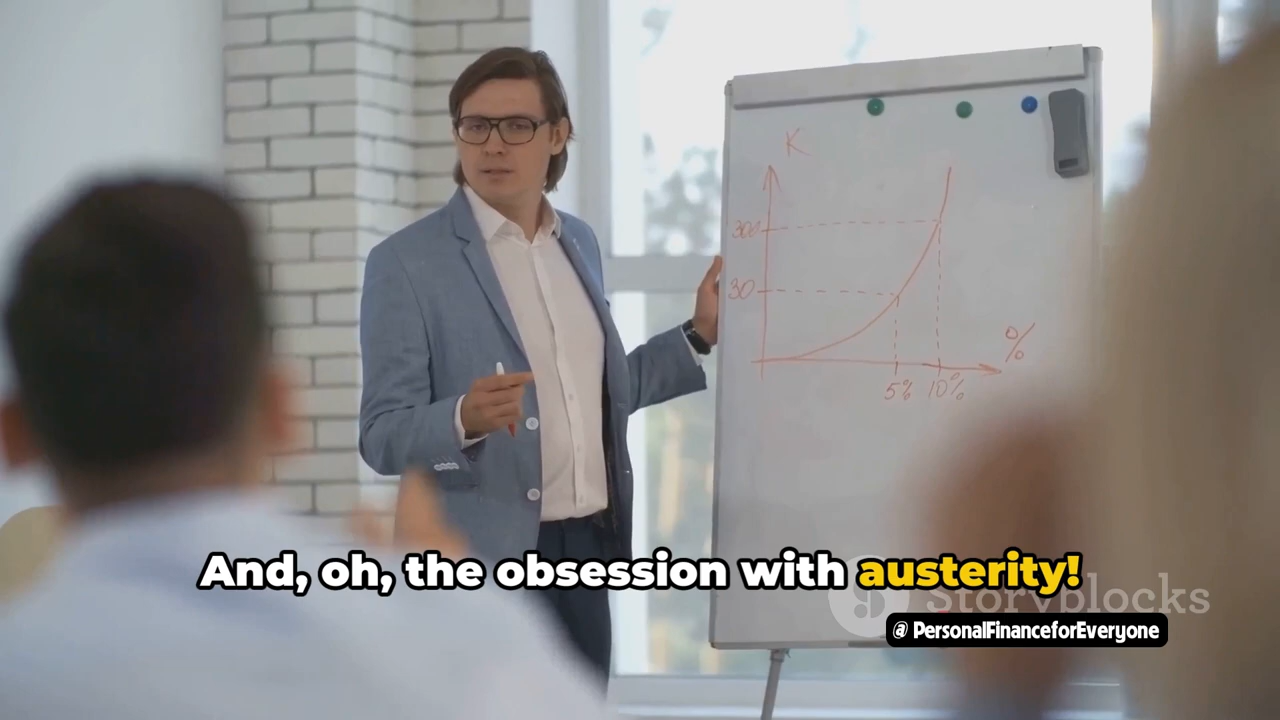 K
300
30
%
5% 10%
And, oh, the obsession with austerity!
Storyblocks
@ PersonalFinanceforEveryone